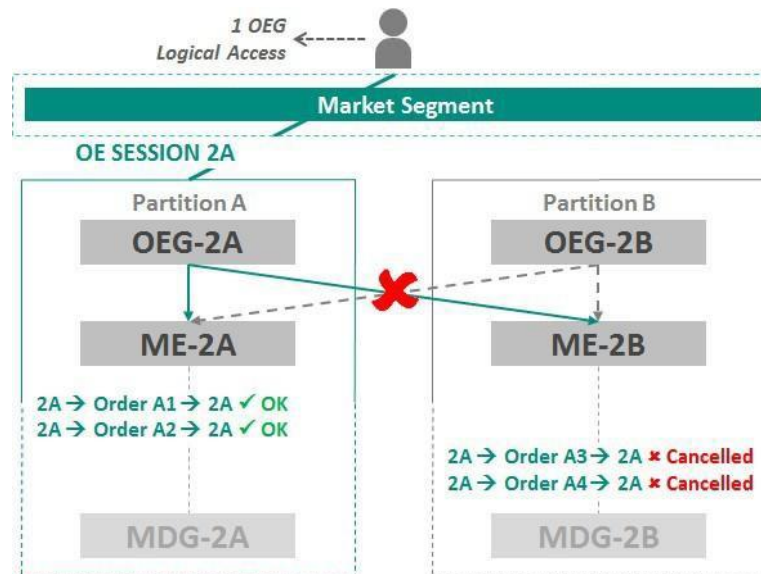 1 OEG
Logical Access
Market Segment
OE SESSION 2A
Partition A
OEG-2A
ME-2A
2A → Order A1 → 2A ✓ OK
2A → Order A2 → 2A ✓ OK
MDG-2A
Partition B
OEG-2B
ME-2B
2A → Order A3 → 2A ✖ Cancelled
2A → Order A4 → 2A ✖ Cancelled
MDG-2B